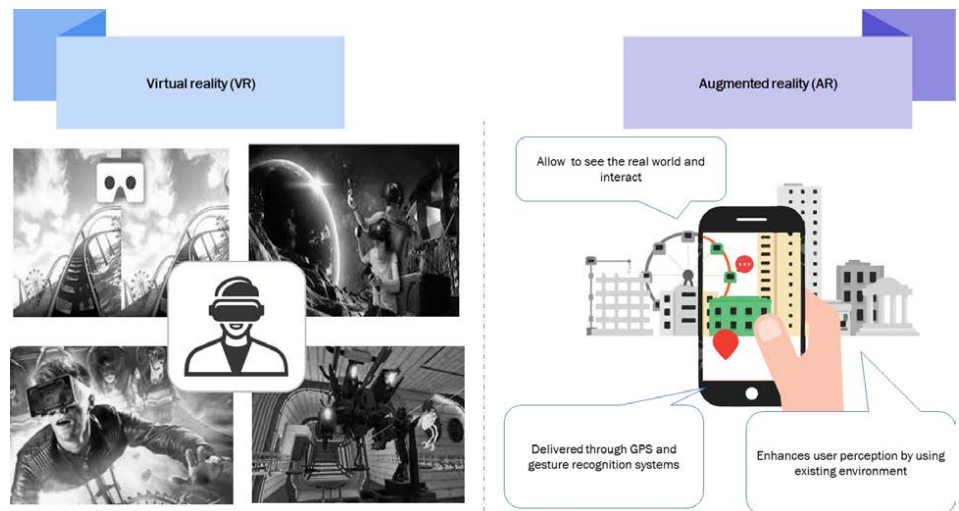 Virtual reality (VR)
Augmented reality (AR)
Allow to see the real world and
interact
Delivered through GPS and
gesture recognition systems
Enhances user perception by using
existing environment